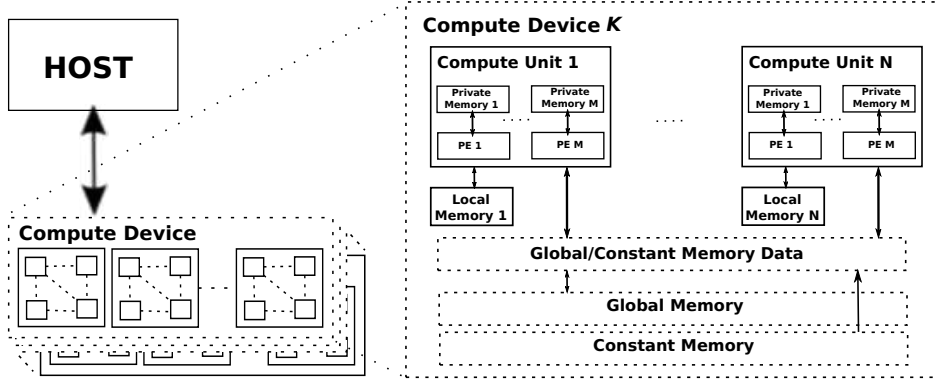 HOST
Compute Device
Compute Device K
Compute Unit 1
Private
Memory 1
Private
Memory M
PE 1
PE M
Local
Memory 1
Compute Unit N
Private
Memory 1
Private
Memory M
PE 1
PE M
Local
Memory N
Global/Constant Memory Data
Global Memory
Constant Memory